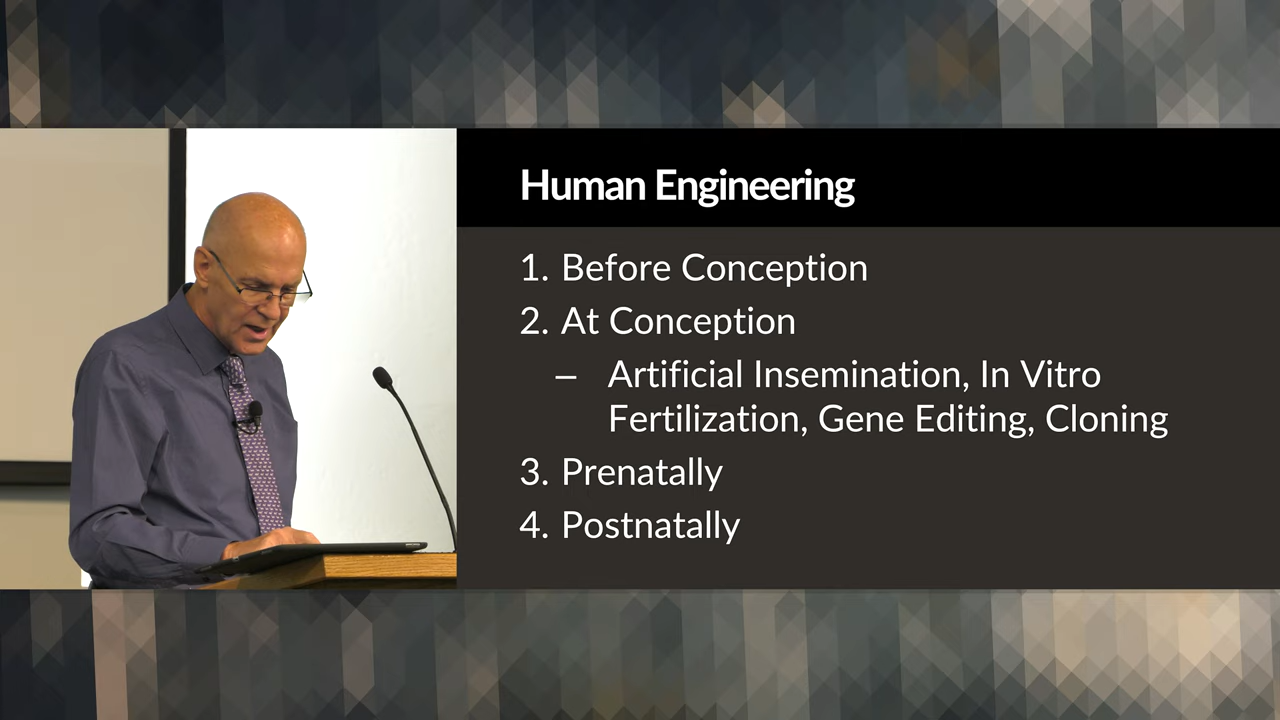 Human Engineering
1. Before Conception
2. At Conception
– Artificial Insemination, In Vitro
Fertilization, Gene Editing, Cloning
3. Prenatally
4. Postnatally